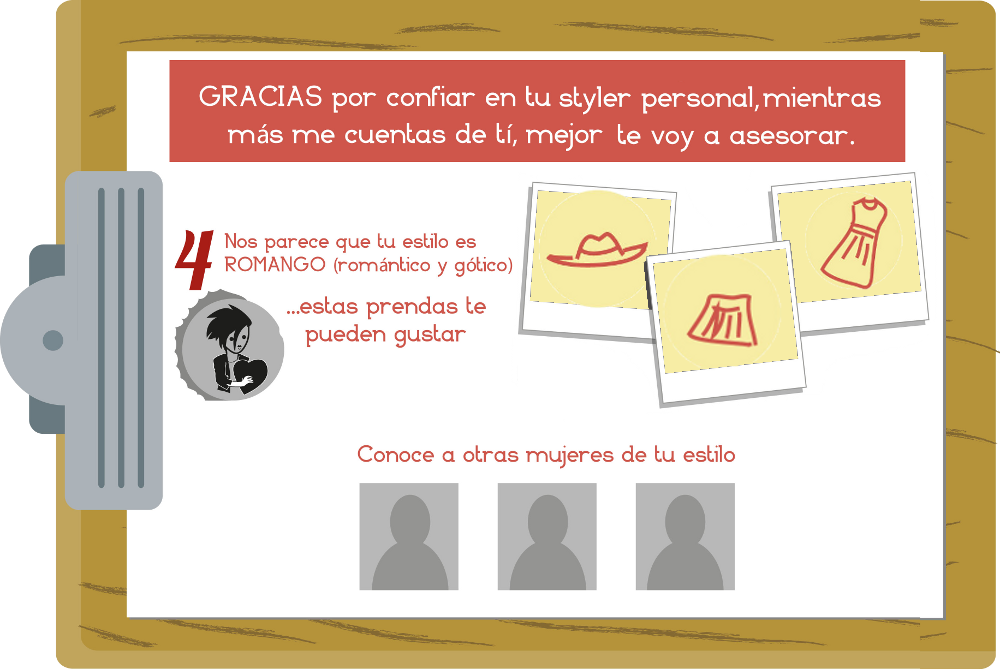 GRACIAS por confiar en tu styler personal, mientras
más me cuentas de tí, mejor te voy a asesorar.
4
Nos parece que tu estilo es
ROMANGO (romántico y gótico)
...estas prendas te
pueden gustar
Conoce a otras mujeres de tu estilo